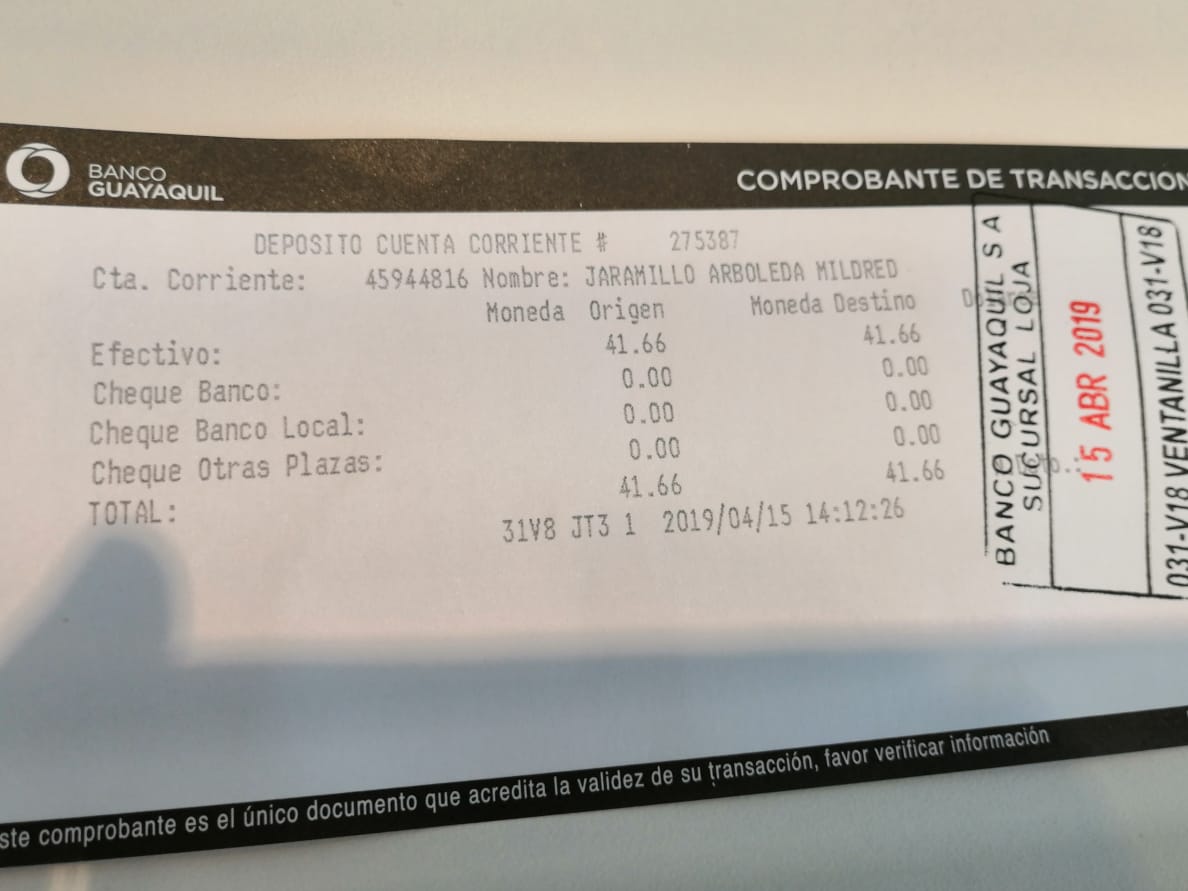 BANCO
GUAYAQUIL
COMPROBANTE DE TRANSACCION
DEPOSITO CUENTA CORRIENTE # 275387
Cta. Corriente: 45944816 Nombre: JARAMILLO ARBOLEDA MILDRED
Moneda Origen Moneda Destino
Efectivo: 41.66 41.66
Cheque Banco: 0.00 0.00
Cheque Banco Local: 0.00 0.00
Cheque Otras Plazas: 0.00 0.00
TOTAL: 41.66 41.66
31V8 JT3 1 2019/04/15 14:12:26
BANCO GUAYAQUIL S A
SUCURSAL LOJA
15 ABR 2019
031-V18 VENTANILLA 031-V18
ste comprobante es el único documento que acredita la validez de su transacción, favor verificar información